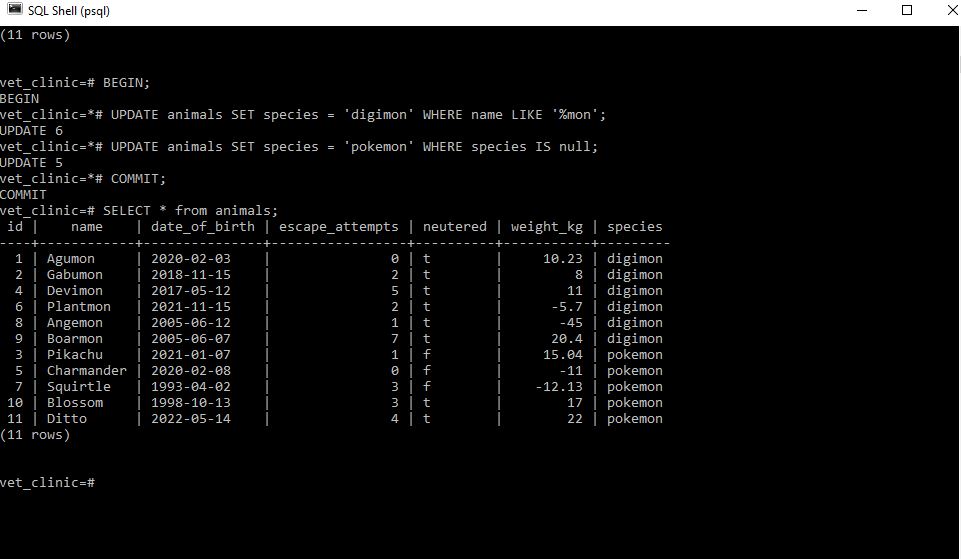 SQL Shell (psql)
(11 rows)
vet_clinic=# BEGIN;
BEGIN
vet_clinic=*# UPDATE animals SET species = 'digimon' WHERE name LIKE '%mon';
UPDATE 6
vet_clinic=*# UPDATE animals SET species = 'pokemon' WHERE species IS null;
UPDATE 5
vet_clinic=*# COMMIT;
COMMIT
vet_clinic=# SELECT * from animals;
 id |    name    | date_of_birth | escape_attempts | neutered | weight_kg | species
----+------------+---------------+-----------------+----------+-----------+---------
  1 | Agumon     | 2020-02-03    |               0 | t        |     10.23 | digimon
  2 | Gabumon    | 2018-11-15    |               2 | t        |         8 | digimon
  4 | Devimon    | 2017-05-12    |               5 | t        |        11 | digimon
  6 | Plantmon   | 2021-11-15    |               2 | t        |      -5.7 | digimon
  8 | Angemon    | 2005-06-12    |               1 | t        |       -45 | digimon
  9 | Boarmon    | 2005-06-07    |               7 | t        |      20.4 | digimon
  3 | Pikachu    | 2021-01-07    |               1 | f        |     15.04 | pokemon
  5 | Charmander | 2020-02-08    |               0 | f        |       -11 | pokemon
  7 | Squirtle   | 1993-04-02    |               3 | f        |    -12.13 | pokemon
 10 | Blossom    | 1998-10-13    |               3 | t        |        17 | pokemon
 11 | Ditto      | 2022-05-14    |               4 | t        |        22 | pokemon
(11 rows)
vet_clinic=#